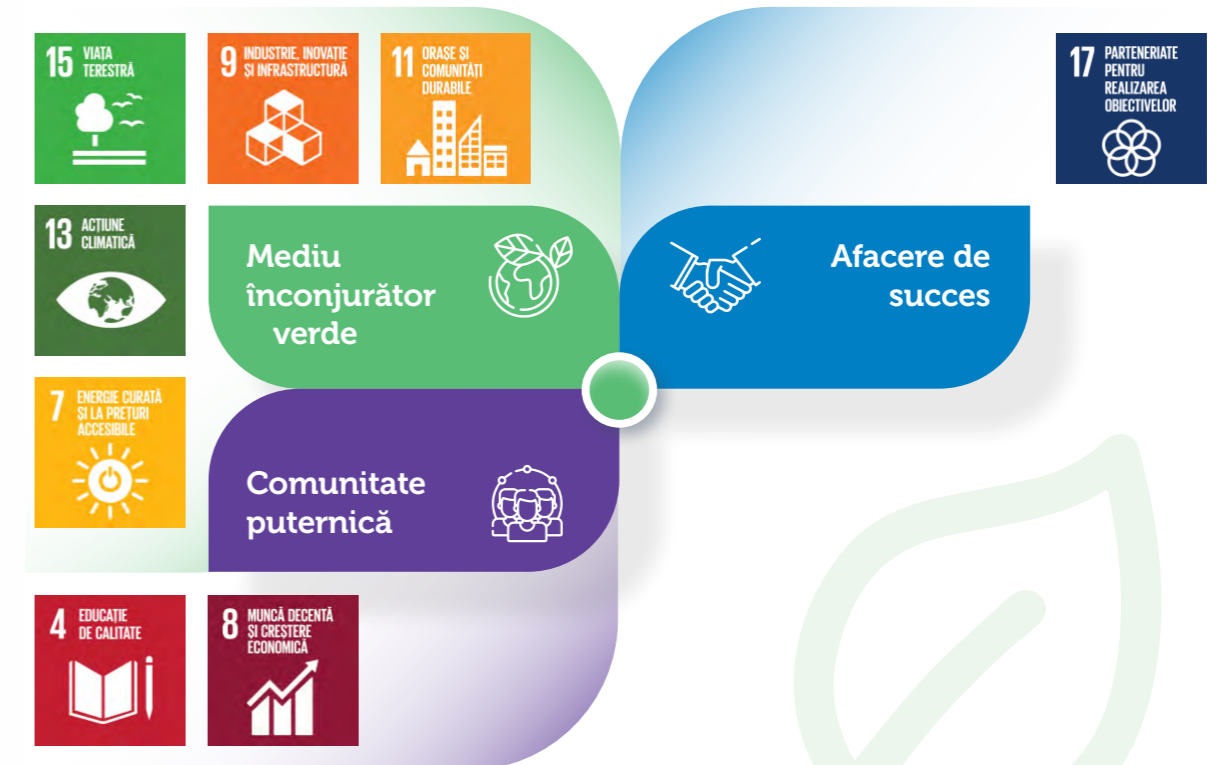 15 VIAȚA
TERESTRĂ
9 INDUSTRIE, INOVAȚIE
ȘI INFRASTRUCTURĂ
11 ORAȘE ȘI
COMUNITĂȚI
DURABILE
17 PARTENERIATE
PENTRU
REALIZAREA
OBIECTIVELOR
13 ACȚIUNE
CLIMATICĂ
Mediu
înconjurător
verde
Afacere de
succes
7 ENERGIE CURATĂ
ȘI LA PREȚURI
ACCESIBILE
Comunitate
puternică
4 EDUCAȚIE
DE CALITATE
8 MUNCĂ DECENTĂ
ȘI CREȘTERE
ECONOMICĂ